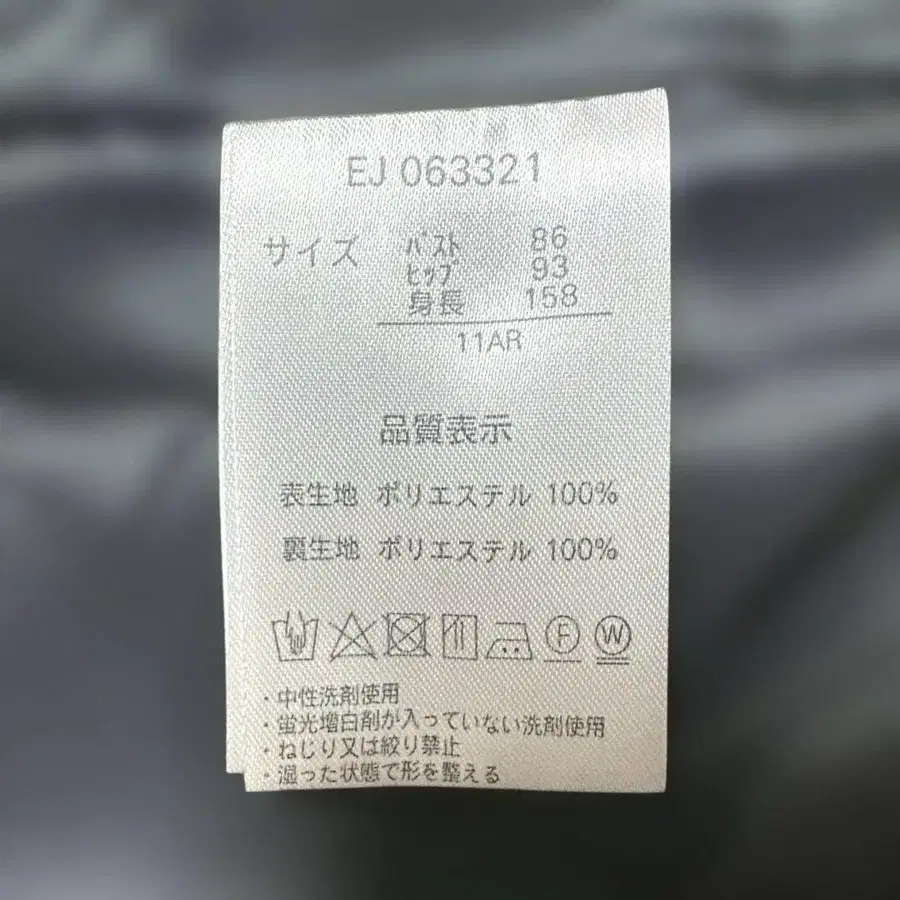 EJ 063321
サイズ バスト 86
ヒップ 93
身長 158
11AR
品質表示
表生地 ポリエステル 100%
裏生地 ポリエステル 100%
F W
・中性洗剤使用
・蛍光増白剤が入っていない洗剤使用
・ねじり又は絞り禁止
・湿った状態で形を整える